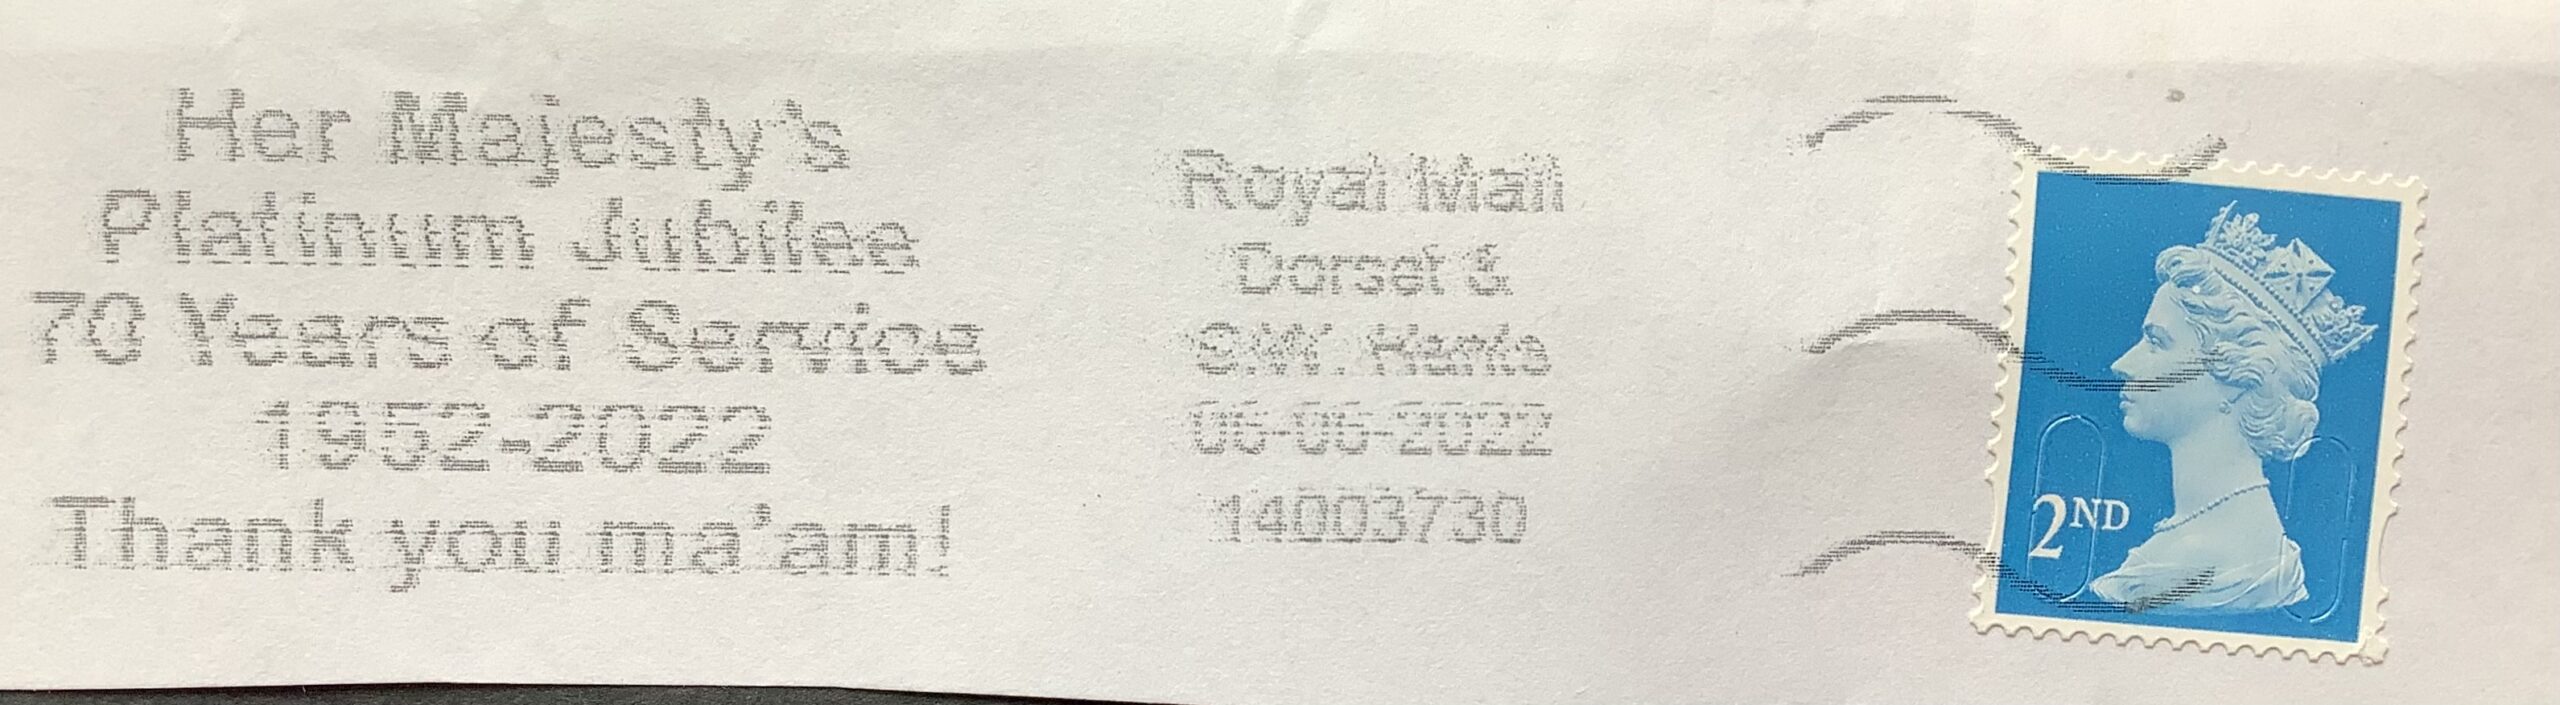 Her Majesty's
Platinum Jubilee
70 Years of Service
1952-2022
Thank you ma'am!
Royal Mail
Dorset &
S.W. Hants
06-06-2022
14003730
2ND